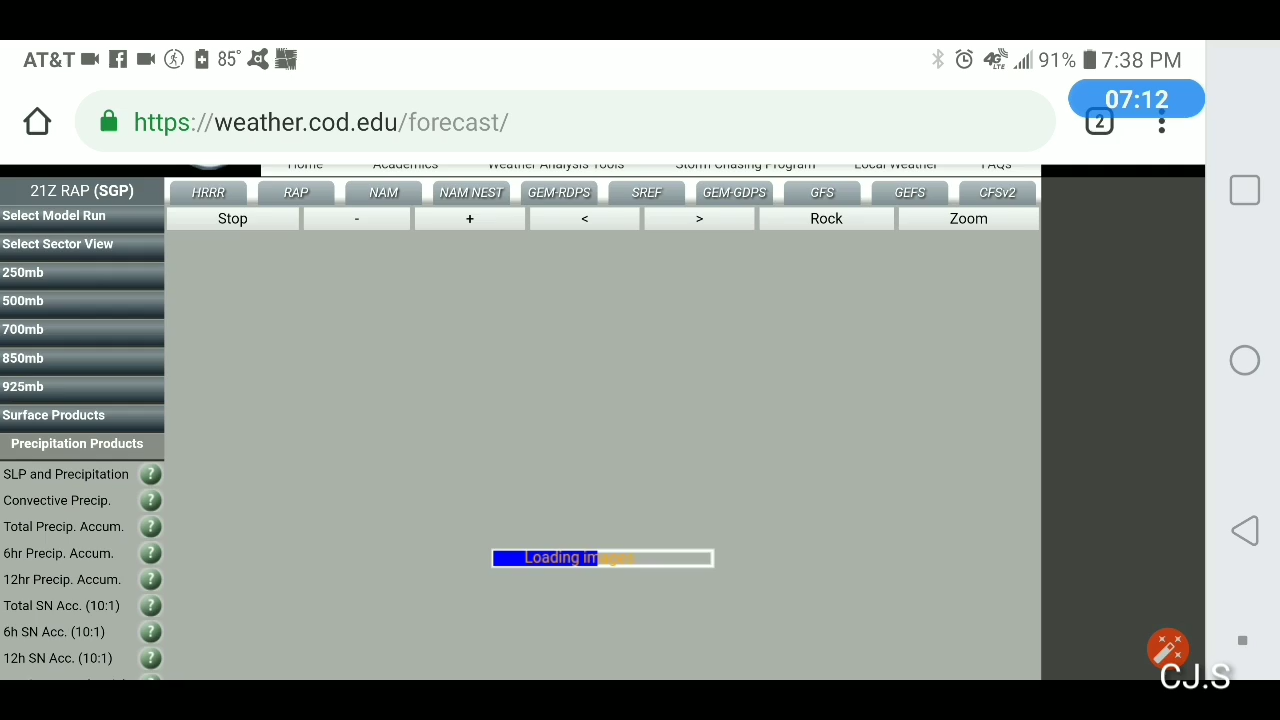 AT&T 85° 4G LTE 91% 7:38 PM
07:12
https://weather.cod.edu/forecast/ 2
Home Academics Weather Analysis Tools Storm Chasing Program Local Weather FAQs
21Z RAP (SGP) HRRR RAP NAM NAM NEST GEM-RDPS SREF GEM-GDPS GFS GEFS CFSv2
Select Model Run Stop - + < > Rock Zoom
Select Sector View
250mb
500mb
700mb
850mb
925mb
Surface Products
Precipitation Products
SLP and Precipitation ?
Convective Precip. ?
Total Precip. Accum. ?
6hr Precip. Accum. ?
Loading images
12hr Precip. Accum. ?
Total SN Acc. (10:1) ?
6h SN Acc. (10:1) ?
12h SN Acc. (10:1) ?
CJ.S